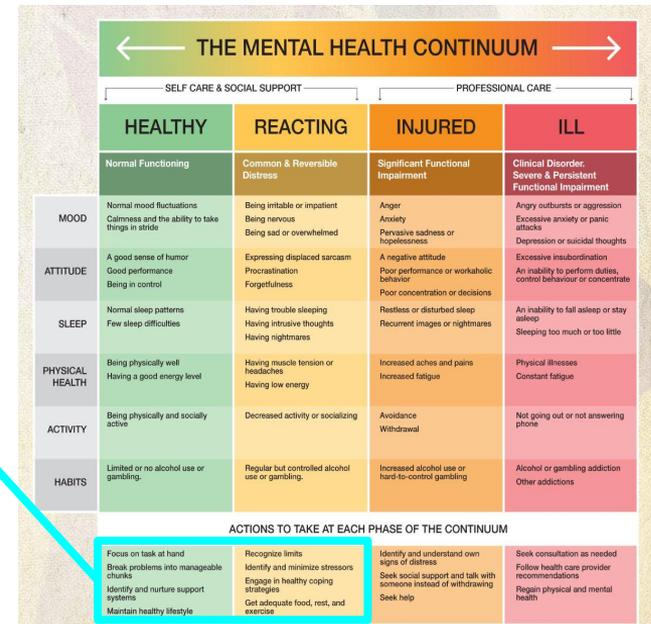 THE MENTAL HEALTH CONTINUUM
SELF CARE & SOCIAL SUPPORT
PROFESSIONAL CARE
HEALTHY
REACTING
INJURED
ILL
Normal Functioning
Common & Reversible
Distress
Significant Functional
Impairment
Clinical Disorder.
Severe & Persistent
Functional Impairment
MOOD
Normal mood fluctuations
Calmness and the ability to take
things in stride
Being irritable or impatient
Being nervous
Being sad or overwhelmed
Anger
Anxiety
Pervasive sadness or
hopelessness
Angry outbursts or aggression
Excessive anxiety or panic
attacks
Depression or suicidal thoughts
ATTITUDE
A good sense of humor
Good performance
Being in control
Expressing displaced sarcasm
Procrastination
Forgetfulness
A negative attitude
Poor performance or workaholic
behavior
Poor concentration or decisions
Excessive insubordination
An inability to perform duties,
control behaviour or concentrate
SLEEP
Normal sleep patterns
Few sleep difficulties
Having trouble sleeping
Having intrusive thoughts
Having nightmares
Restless or disturbed sleep
Recurrent images or nightmares
An inability to fall asleep or stay
asleep
Sleeping too much or too little
PHYSICAL
HEALTH
Being physically well
Having a good energy level
Having muscle tension or
headaches
Having low energy
Increased aches and pains
Increased fatigue
Physical illnesses
Constant fatigue
ACTIVITY
Being physically and socially
active
Decreased activity or socializing
Avoidance
Withdrawal
Not going out or not answering
phone
HABITS
Limited or no alcohol use or
gambling.
Regular but controlled alcohol
use or gambling.
Increased alcohol use or
hard-to-control gambling
Alcohol or gambling addiction
Other addictions
ACTIONS TO TAKE AT EACH PHASE OF THE CONTINUUM
Focus on task at hand
Break problems into manageable
chunks
Identify and nurture support
systems
Maintain healthy lifestyle
Recognize limits
Identify and minimize stressors
Engage in healthy coping
strategies
Get adequate food, rest, and
exercise
Identify and understand own
signs of distress
Seek social support and talk with
someone instead of withdrawing
Seek help
Seek consultation as needed
Follow health care provider
recommendations
Regain physical and mental
health